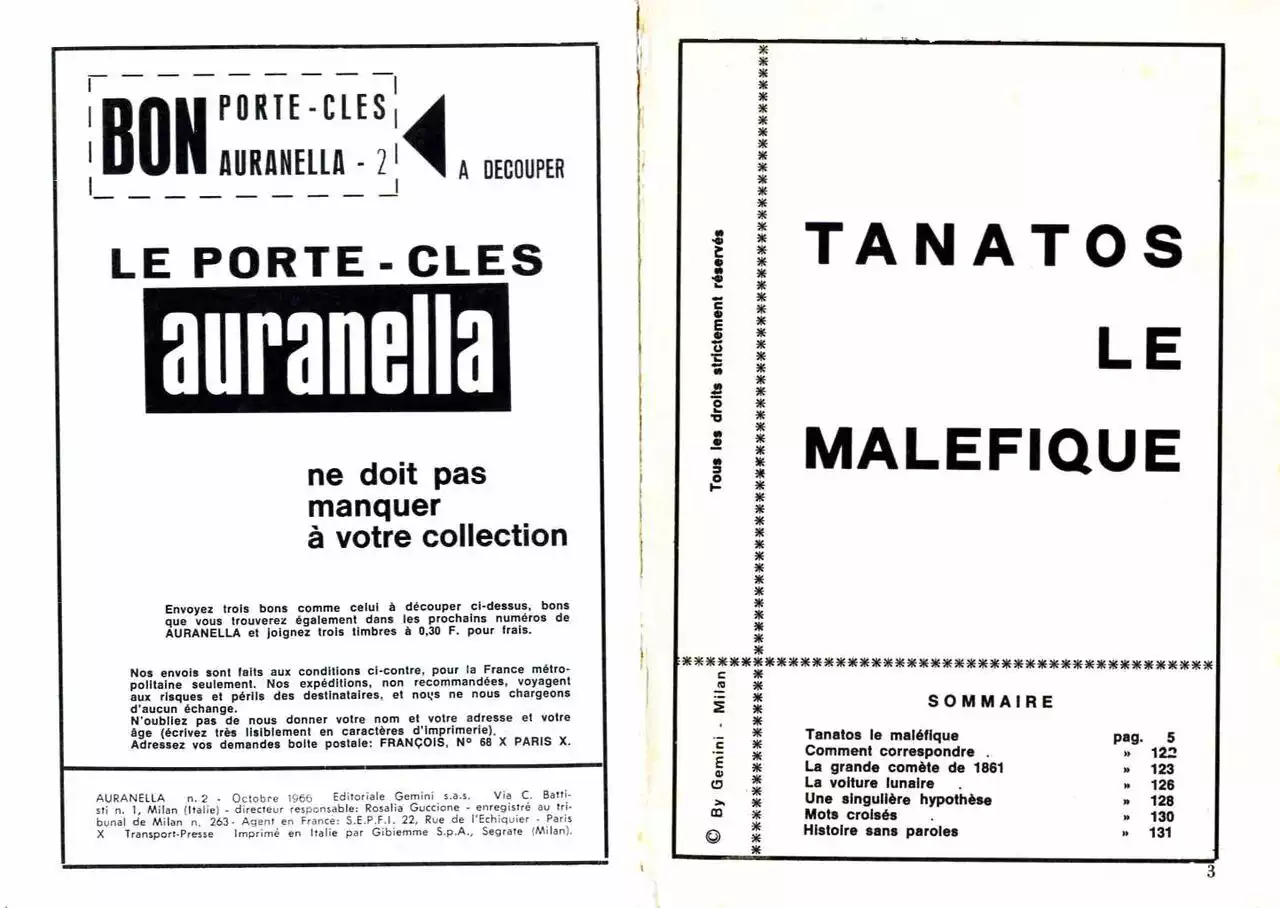 BON PORTE-CLES
AURANELLA - 2
A DECOUPER
LE PORTE-CLES
auranella
ne doit pas
manquer
à votre collection
Envoyez trois bons comme celui à découper ci-dessus, bons
que vous trouverez également dans les prochains numéros de
AURANELLA et joignez trois timbres à 0,30 F. pour frais.
Nos envois sont faits aux conditions ci-contre, pour la France métro-
politaine seulement. Nos expéditions, non recommandées, voyagent
aux risques et périls des destinataires, et nous ne nous chargeons
d'aucun échange.
N'oubliez pas de nous donner votre nom et votre adresse et votre
âge (écrivez très lisiblement en caractères d'imprimerie).
Adressez vos demandes boite postale: FRANÇOIS, N° 68 X PARIS X.
AURANELLA n. 2 - Octobre 1966 Editoriale Gemini s.a.s. Via C. Batti-
sti n. 1, Milan (Italie) - directeur responsable: Rosalia Guccione - enregistré au tri-
bunal de Milan n. 263 - Agent en France: S.E.P.F.I. 22, Rue de l'Echiquier - Paris
X Transport-Presse Imprimé en Italie par Gibiemme S.p.A., Segrate (Milan).
Tous les droits strictement réservés
TANATOS
LE
MALEFIQUE
© By Gemini - Milan
SOMMAIRE
Tanatos le maléfique pag. 5
Comment correspondre . » 122
La grande comète de 1861 » 123
La voiture lunaire . » 126
Une singulière hypothèse » 128
Mots croisés . » 130
Histoire sans paroles » 131
3